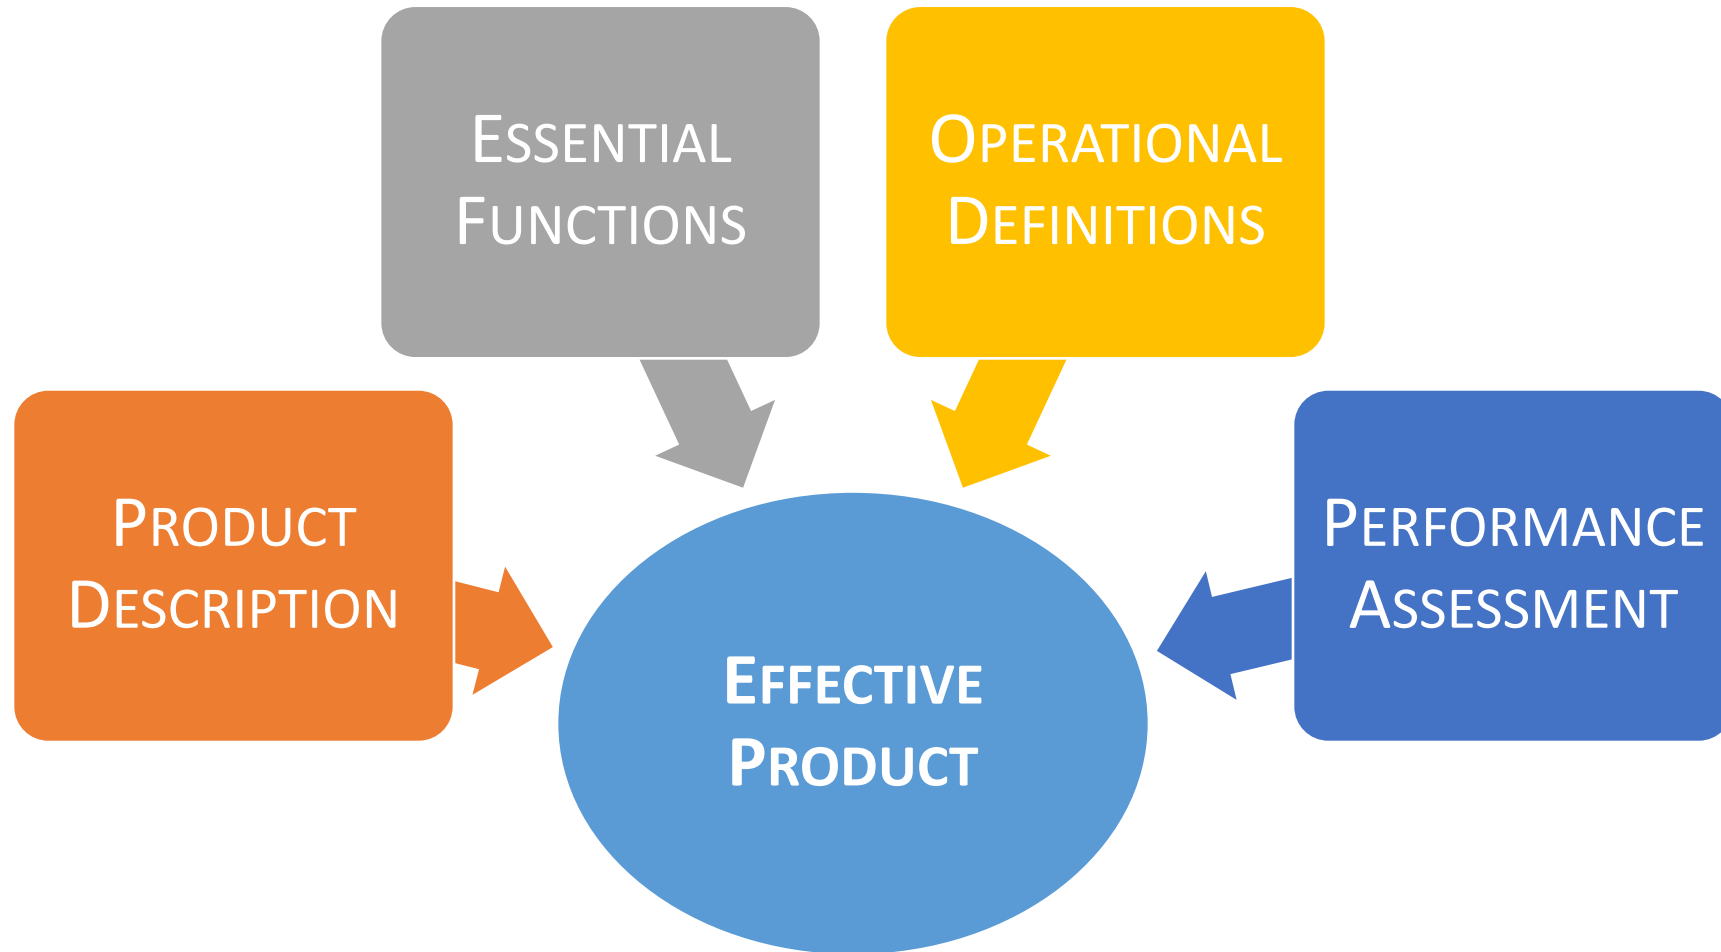 ESSENTIAL
FUNCTIONS
OPERATIONAL
DEFINITIONS
PRODUCT
DESCRIPTION
PERFORMANCE
ASSESSMENT
EFFECTIVE
PRODUCT